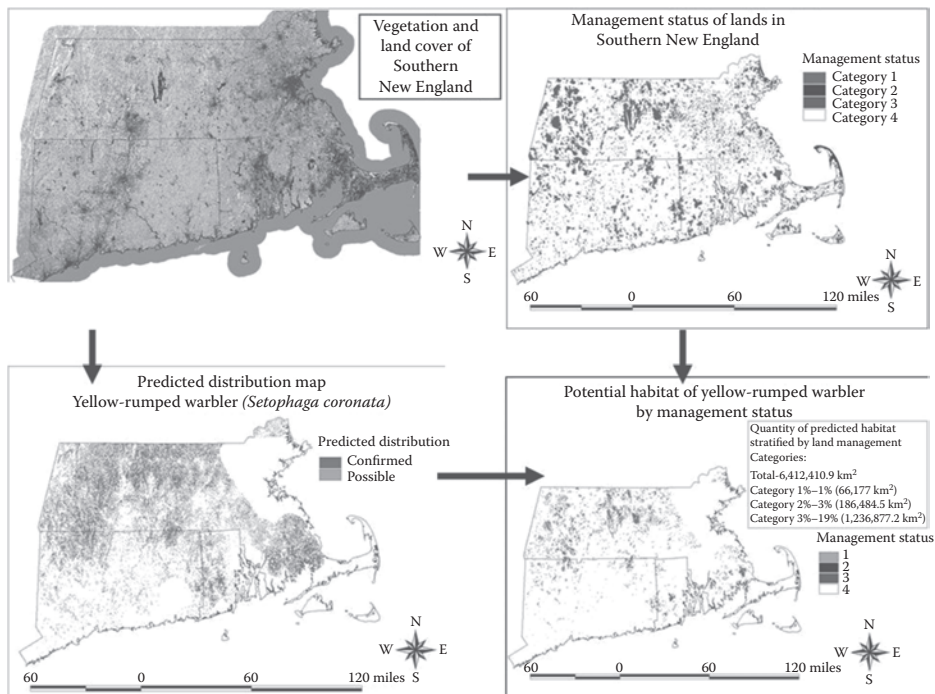 Vegetation and
land cover of
Southern
New England
N
W E
S
Management status of lands in
Southern New England
Management status
Category 1
Category 2
Category 3
Category 4
N
W E
S
60 0 60 120 miles
Predicted distribution map
Yellow-rumped warbler (Setophaga coronata)
Predicted distribution
Confirmed
Possible
N
W E
S
60 0 60 120 miles
Potential habitat of yellow-rumped warbler
by management status
Quantity of predicted habitat
stratified by land management
Categories:
Total-6,412,410.9 km²
Category 1%–1% (66,177 km²)
Category 2%–3% (186,484.5 km²)
Category 3%–19% (1,236,877.2 km²)
Management status
1
2
3
4
N
W E
S
60 0 60 120 miles